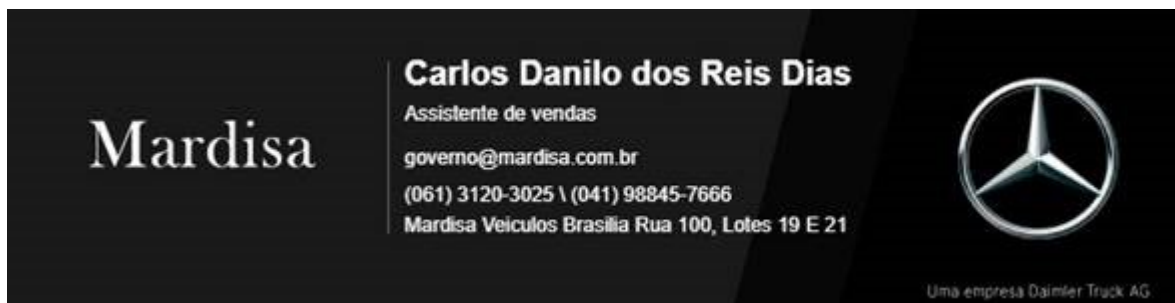 Mardisa
Carlos Danilo dos Reis Dias
Assistente de vendas
governo@mardisa.com.br
(061) 3120-3025 \ (041) 98845-7666
Mardisa Veiculos Brasilia Rua 100, Lotes 19 E 21
Uma empresa Daimler Truck AG